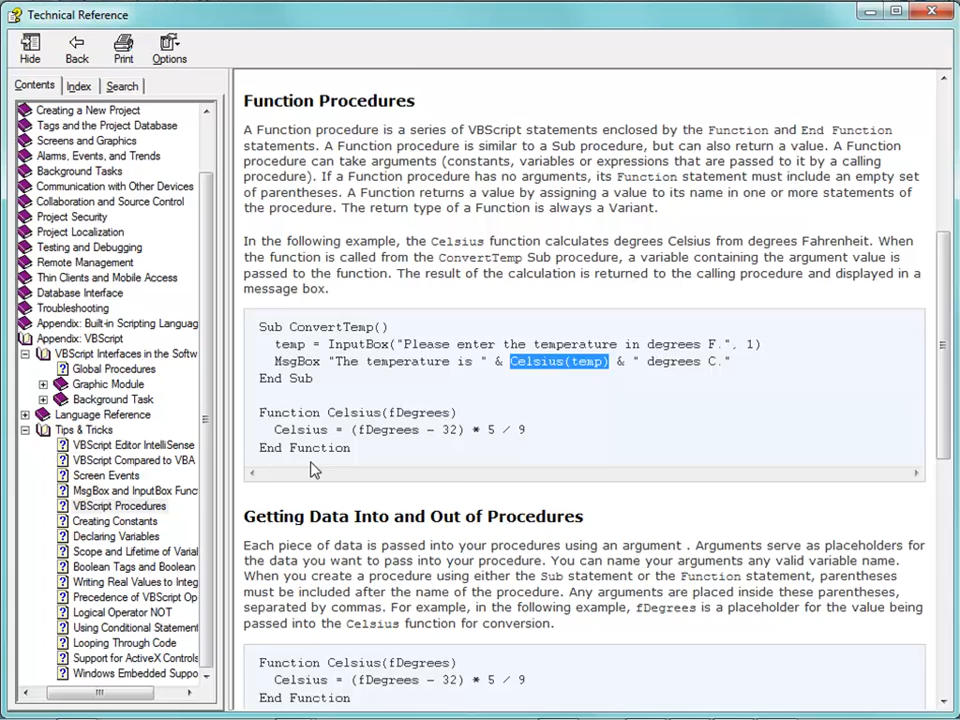 Technical Reference
Hide
Back
Print
Options
Contents
Index
Search
Creating a New Project
Tags and the Project Database
Screens and Graphics
Alarms, Events, and Trends
Background Tasks
Communication with Other Devices
Collaboration and Source Control
Project Security
Project Localization
Testing and Debugging
Remote Management
Thin Clients and Mobile Access
Database Interface
Troubleshooting
Appendix: Built-in Scripting Languag
Appendix: VBScript
VBScript Interfaces in the Softw
Global Procedures
Graphic Module
Background Task
Language Reference
Tips & Tricks
VBScript Editor IntelliSense
VBScript Compared to VBA
Screen Events
MsgBox and InputBox Func
VBScript Procedures
Creating Constants
Declaring Variables
Scope and Lifetime of Varial
Boolean Tags and Boolean
Writing Real Values to Integ
Precedence of VBScript Op
Logical Operator NOT
Using Conditional Statement
Looping Through Code
Support for ActiveX Controls
Windows Embedded Suppo
Function Procedures
A Function procedure is a series of VBScript statements enclosed by the Function and End Function
statements. A Function procedure is similar to a Sub procedure, but can also return a value. A Function
procedure can take arguments (constants, variables or expressions that are passed to it by a calling
procedure). If a Function procedure has no arguments, its Function statement must include an empty set
of parentheses. A Function returns a value by assigning a value to its name in one or more statements of
the procedure. The return type of a Function is always a Variant.
In the following example, the Celsius function calculates degrees Celsius from degrees Fahrenheit. When
the function is called from the ConvertTemp Sub procedure, a variable containing the argument value is
passed to the function. The result of the calculation is returned to the calling procedure and displayed in a
message box.
Sub ConvertTemp()
temp = InputBox("Please enter the temperature in degrees F.", 1)
MsgBox "The temperature is " & Celsius(temp) & " degrees C."
End Sub
Function Celsius(fDegrees)
Celsius = (fDegrees - 32) * 5 / 9
End Function
Getting Data Into and Out of Procedures
Each piece of data is passed into your procedures using an argument . Arguments serve as placeholders for
the data you want to pass into your procedure. You can name your arguments any valid variable name.
When you create a procedure using either the Sub statement or the Function statement, parentheses
must be included after the name of the procedure. Any arguments are placed inside these parentheses,
separated by commas. For example, in the following example, fDegrees is a placeholder for the value being
passed into the Celsius function for conversion.
Function Celsius(fDegrees)
Celsius = (fDegrees - 32) * 5 / 9
End Function